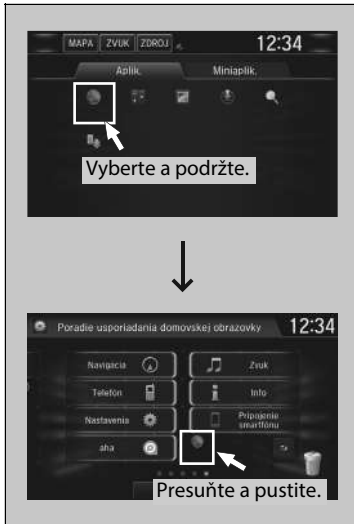 MAPA ZVUK ZDROJ 12:34
Aplik. Miniaplik.
Vyberte a podržte.
Poradie usporiadania domovskej obrazovky 12:34
Navigácia Zvuk
Telefón Info
Nastavenia Pripojenie
smartfónu
aha
Presuňte a pustite.